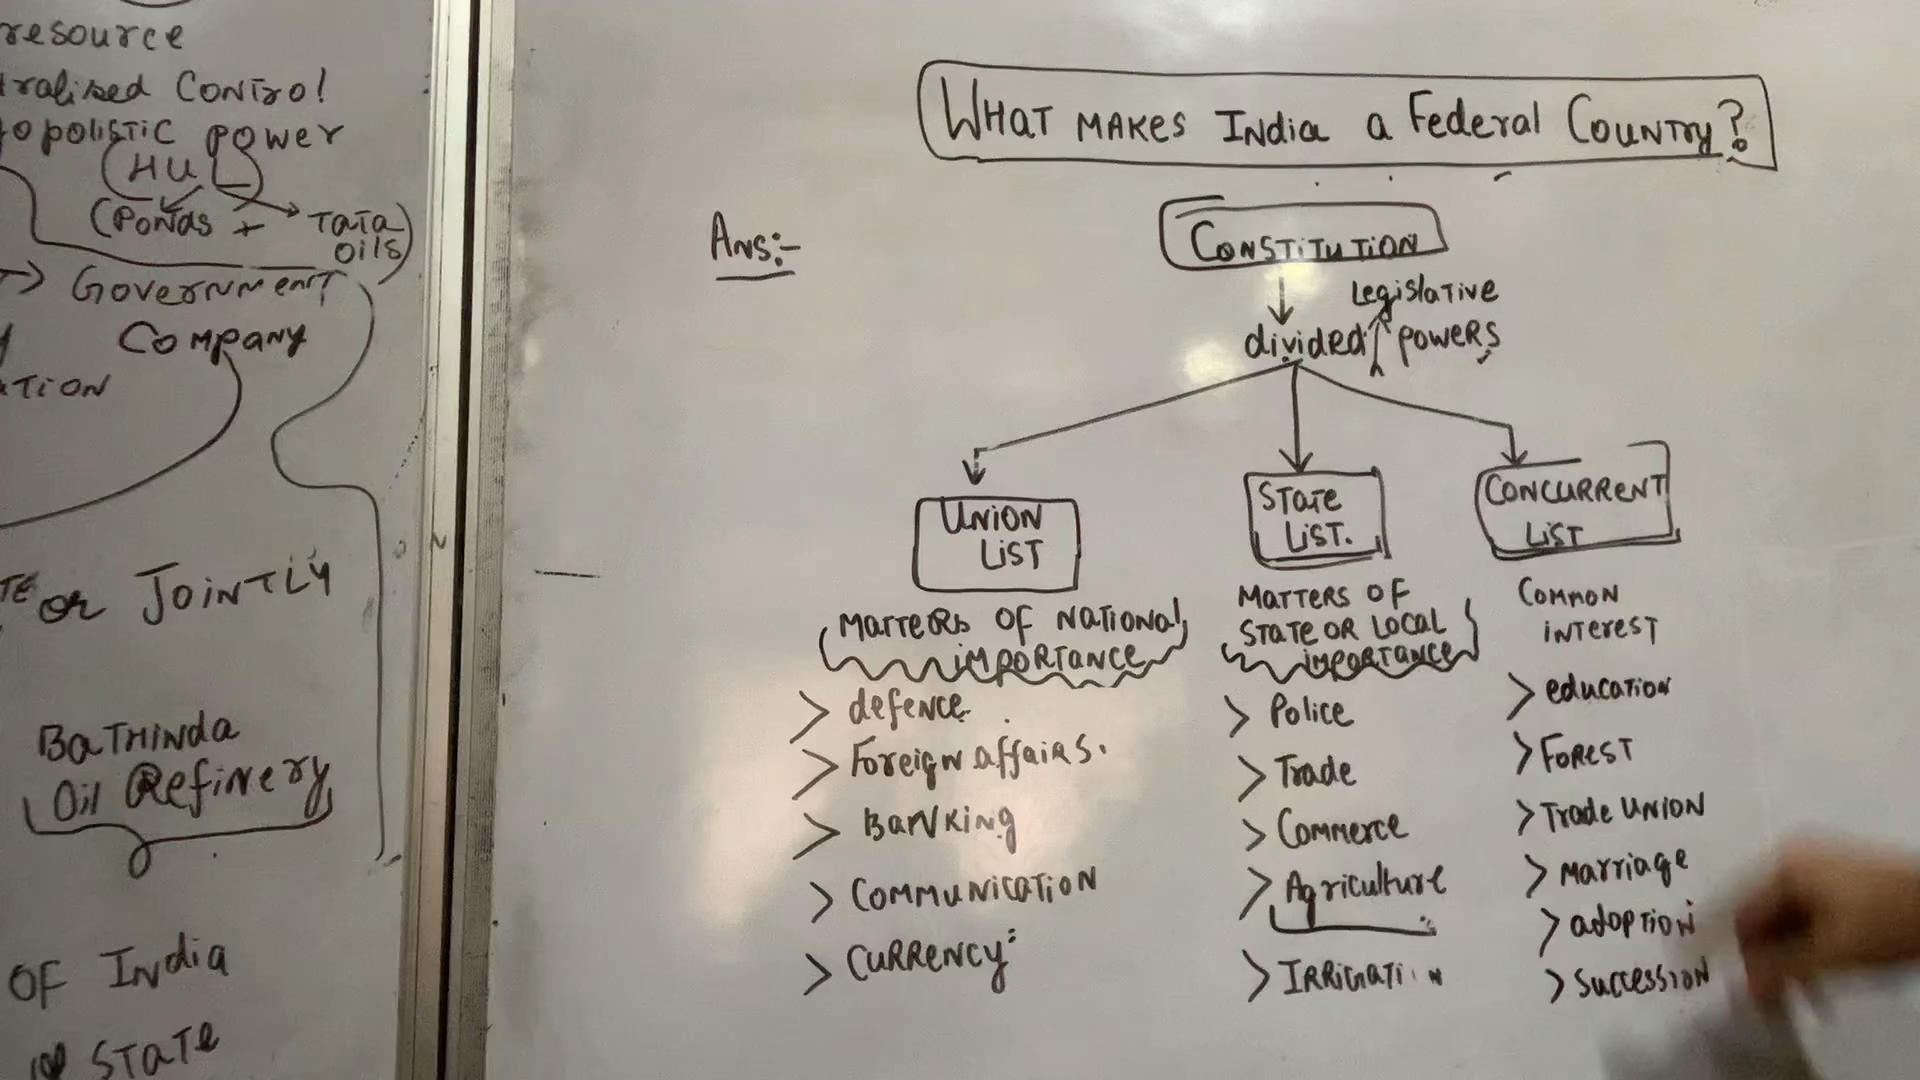 resource
Control
power
(HUL)
(Ponds + Tata
oils)
Government
Company
or Jointly
Bathinda
Oil Refinery
OF India
State
What makes India a Federal Country?
Ans:-
Constitution
Legislative
divided powers
Union
List
Matters of National
importance
> defence
> Foreign affairs.
> Banking
> Communication
> Currency
State
List.
Matters of
State or Local
importance
> Police
> Trade
> Commerce
> Agriculture
> Irrigation
Concurrent
List
Common
interest
> education
> Forest
> Trade Union
> Marriage
> adoption
> Succession